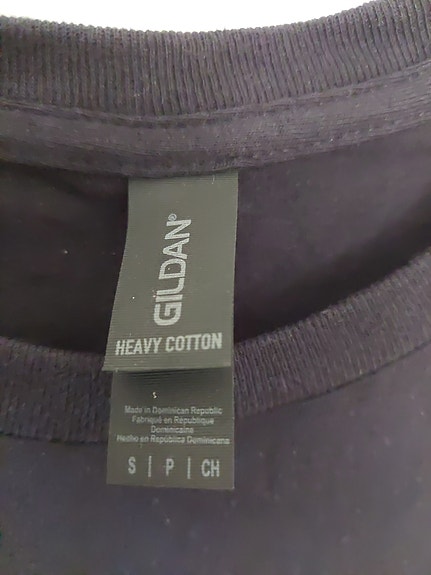 GILDAN®
HEAVY COTTON
Made in Dominican Republic
Fabriqué en République
Dominicaine
Hecho en República Dominicana
S | P | CH